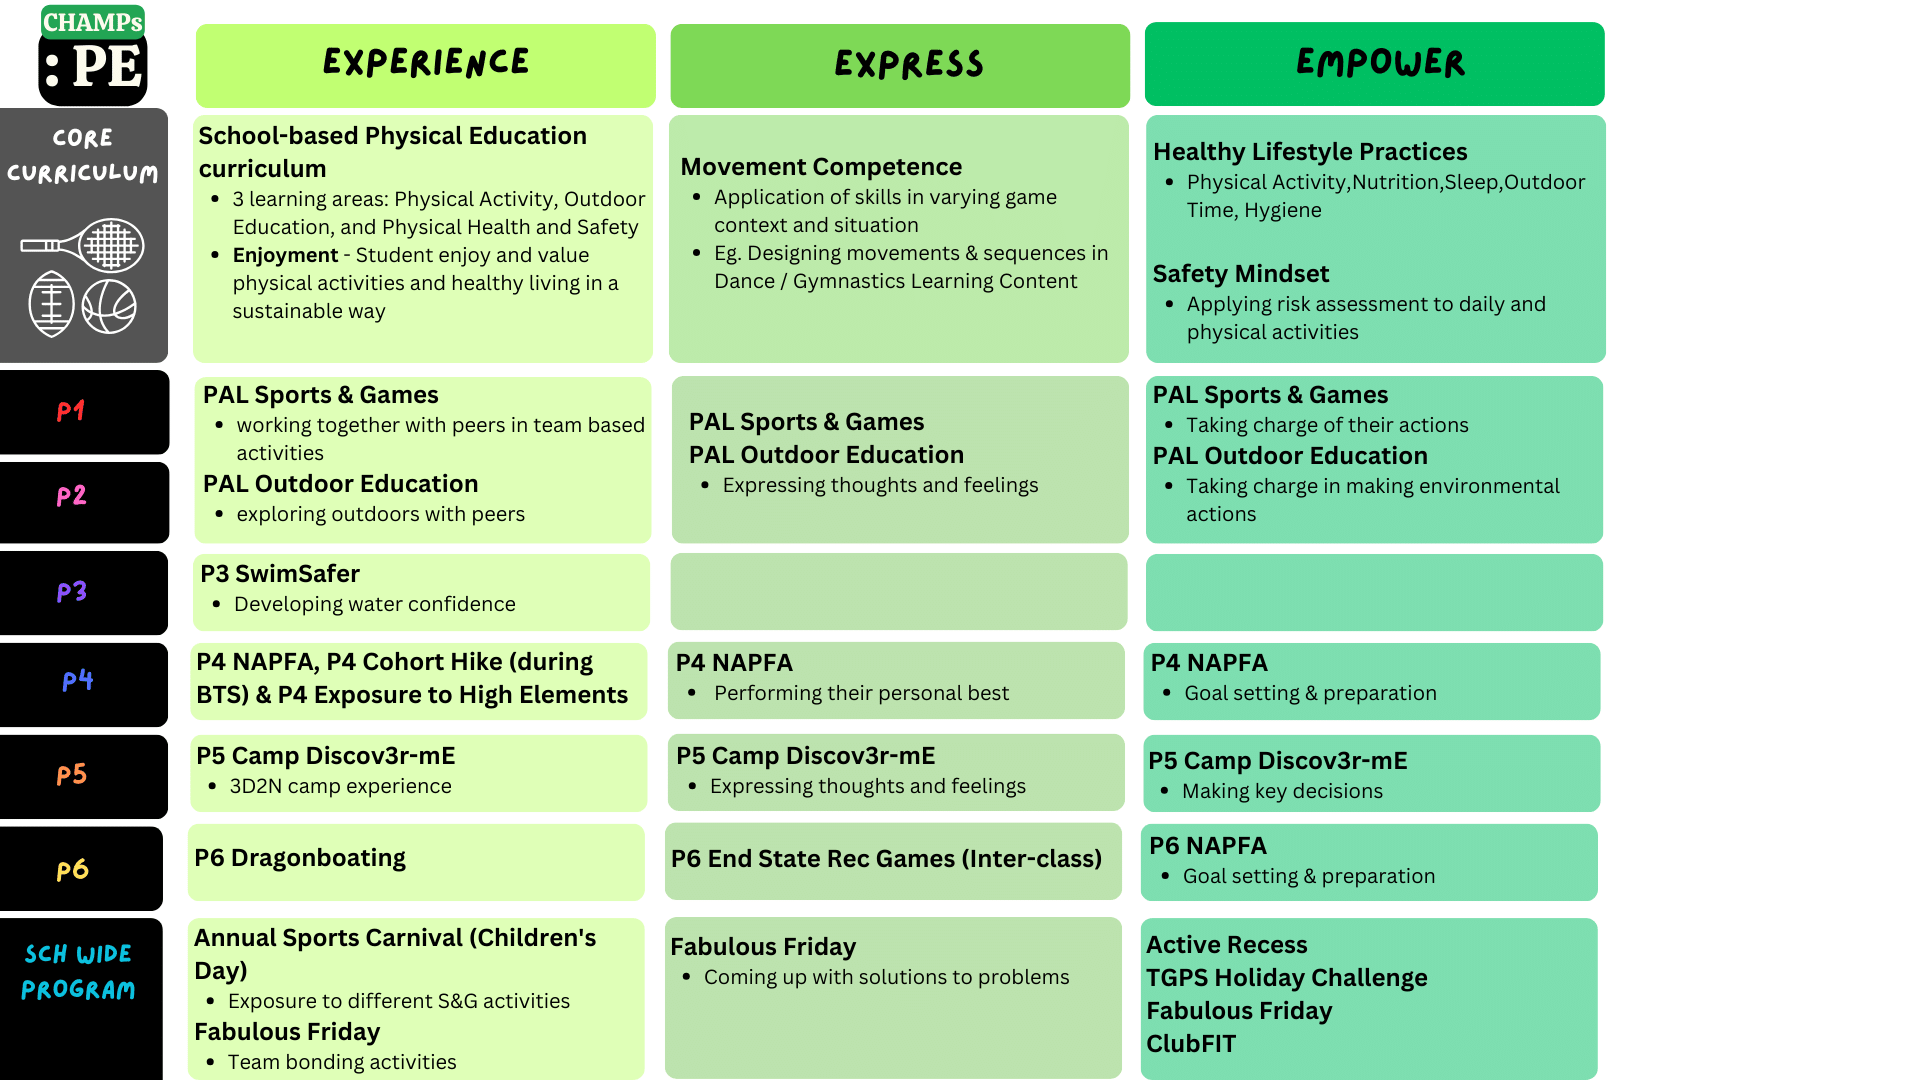 CHAMPs
: PE
EXPERIENCE
EXPRESS
EMPOWER
CORE
CURRICULUM
School-based Physical Education
curriculum
• 3 learning areas: Physical Activity, Outdoor
Education, and Physical Health and Safety
• Enjoyment - Student enjoy and value
physical activities and healthy living in a
sustainable way
Movement Competence
• Application of skills in varying game
context and situation
• Eg. Designing movements & sequences in
Dance / Gymnastics Learning Content
Healthy Lifestyle Practices
• Physical Activity,Nutrition,Sleep,Outdoor
Time, Hygiene
Safety Mindset
• Applying risk assessment to daily and
physical activities
P1
P2
PAL Sports & Games
• working together with peers in team based
activities
PAL Outdoor Education
• exploring outdoors with peers
PAL Sports & Games
PAL Outdoor Education
• Expressing thoughts and feelings
PAL Sports & Games
• Taking charge of their actions
PAL Outdoor Education
• Taking charge in making environmental
actions
P3
P3 SwimSafer
• Developing water confidence
P4
P4 NAPFA, P4 Cohort Hike (during
BTS) & P4 Exposure to High Elements
P4 NAPFA
• Performing their personal best
P4 NAPFA
• Goal setting & preparation
P5
P5 Camp Discov3r-mE
• 3D2N camp experience
P5 Camp Discov3r-mE
• Expressing thoughts and feelings
P5 Camp Discov3r-mE
• Making key decisions
P6
P6 Dragonboating
P6 End State Rec Games (Inter-class)
P6 NAPFA
• Goal setting & preparation
SCH WIDE
PROGRAM
Annual Sports Carnival (Children's
Day)
• Exposure to different S&G activities
Fabulous Friday
• Team bonding activities
Fabulous Friday
• Coming up with solutions to problems
Active Recess
TGPS Holiday Challenge
Fabulous Friday
ClubFIT